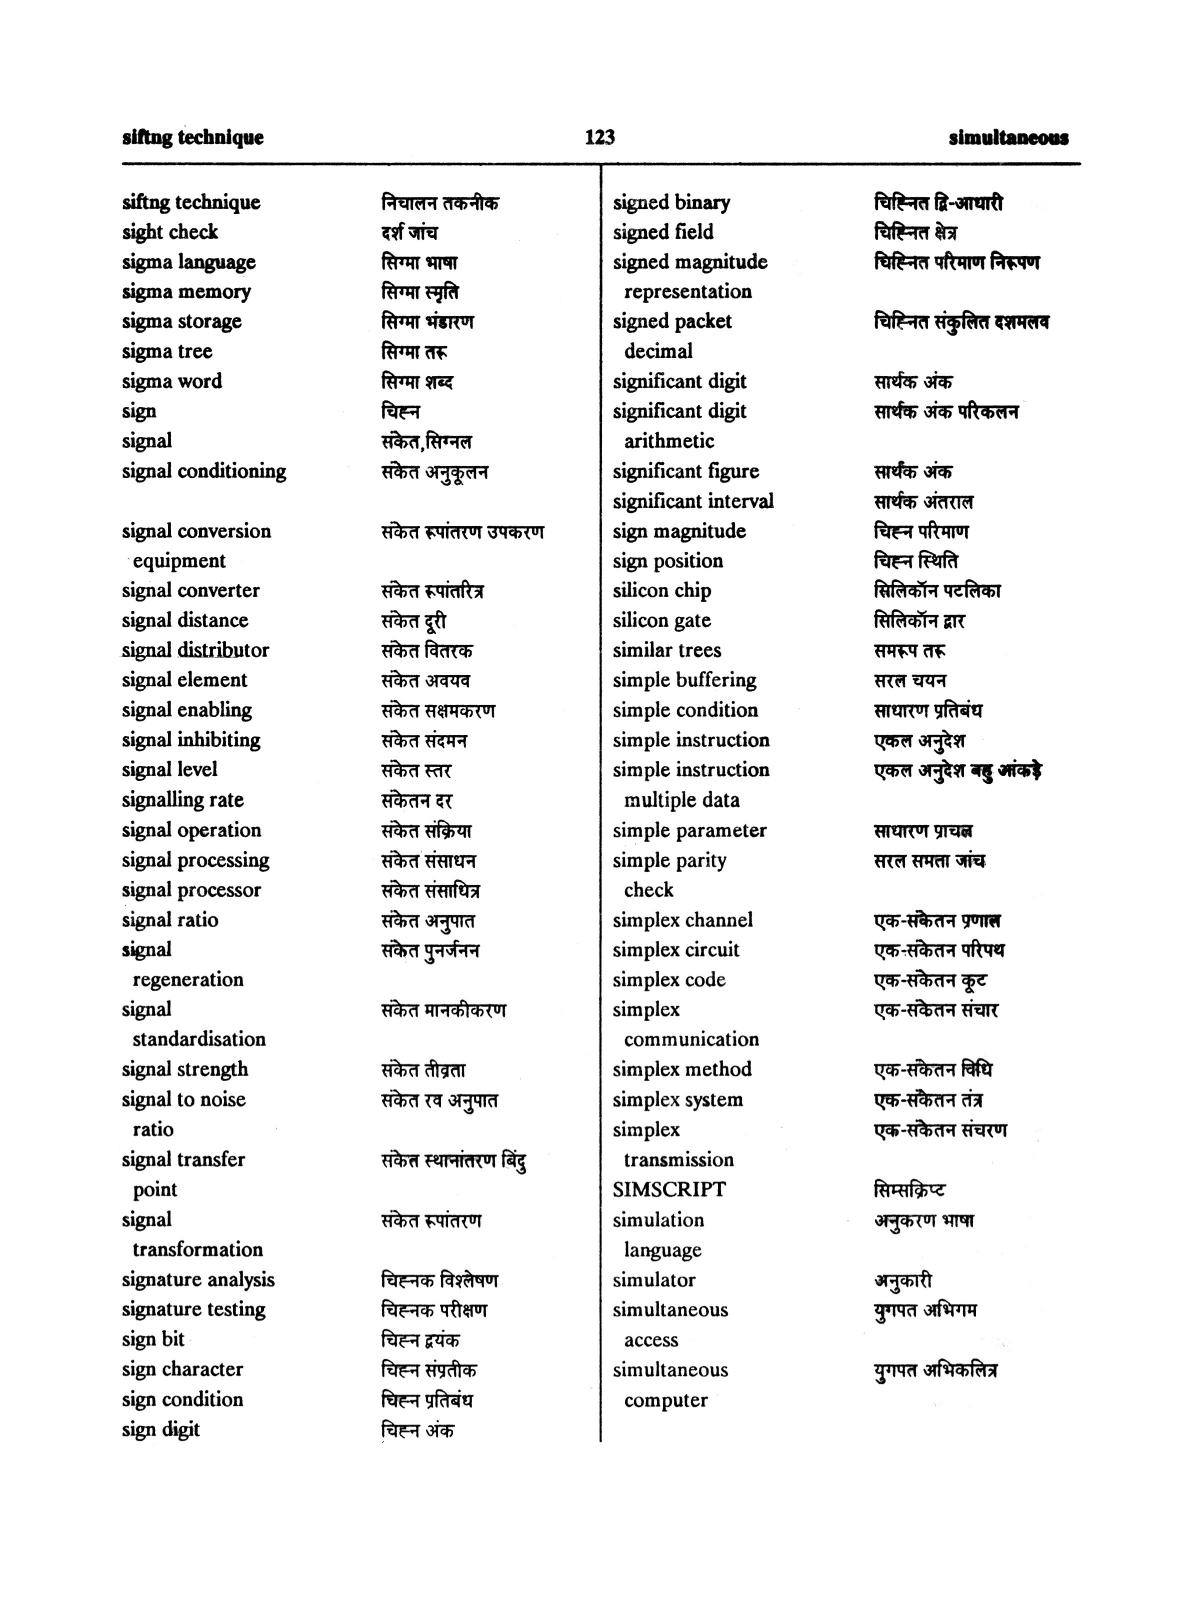 siftng technique 123 simultaneous
siftng technique निचालन तकनीक
sight check दर्श जांच
sigma language सिग्मा भाषा
sigma memory सिग्मा स्मृति
sigma storage सिग्मा भंडारण
sigma tree सिग्मा तरू
sigma word सिग्मा शब्द
sign चिह्न
signal संकेत,सिग्नल
signal conditioning संकेत अनुकूलन
signal conversion संकेत रूपांतरण उपकरण
equipment
signal converter संकेत रूपांतरित्र
signal distance संकेत दूरी
signal distributor संकेत वितरक
signal element संकेत अवयव
signal enabling संकेत सक्षमकरण
signal inhibiting संकेत संदमन
signal level संकेत स्तर
signalling rate संकेतन दर
signal operation संकेत संक्रिया
signal processing संकेत संसाधन
signal processor संकेत संसाधित्र
signal ratio संकेत अनुपात
signal संकेत पुनर्जनन
regeneration
signal संकेत मानकीकरण
standardisation
signal strength संकेत तीव्रता
signal to noise संकेत रव अनुपात
ratio
signal transfer संकेत स्थानांतरण बिंदु
point
signal संकेत रूपांतरण
transformation
signature analysis चिह्नक विश्लेषण
signature testing चिह्नक परीक्षण
sign bit चिह्न द्वयंक
sign character चिह्न संप्रतीक
sign condition चिह्न प्रतिबंध
sign digit चिह्न अंक
signed binary चिह्नित द्वि-आधारी
signed field चिह्नित क्षेत्र
signed magnitude चिह्नित परिमाण निरूपण
representation
signed packet चिह्नित संकुलित दशमलव
decimal
significant digit सार्थक अंक
significant digit सार्थक अंक परिकलन
arithmetic
significant figure सार्थक अंक
significant interval सार्थक अंतराल
sign magnitude चिह्न परिमाण
sign position चिह्न स्थिति
silicon chip सिलिकॉन पटलिका
silicon gate सिलिकॉन द्वार
similar trees समरूप तरू
simple buffering सरल चयन
simple condition साधारण प्रतिबंध
simple instruction एकल अनुदेश
simple instruction एकल अनुदेश बहु आंकड़े
multiple data
simple parameter साधारण प्राचल
simple parity सरल समता जांच
check
simplex channel एक-संकेतन प्रणाल
simplex circuit एक-संकेतन परिपथ
simplex code एक-संकेतन कूट
simplex एक-संकेतन संचार
communication
simplex method एक-संकेतन विधि
simplex system एक-संकेतन तंत्र
simplex एक-संकेतन संचरण
transmission
SIMSCRIPT सिम्सक्रिप्ट
simulation अनुकरण भाषा
language
simulator अनुकारी
simultaneous युगपत अभिगम
access
simultaneous युगपत अभिकलित्र
computer